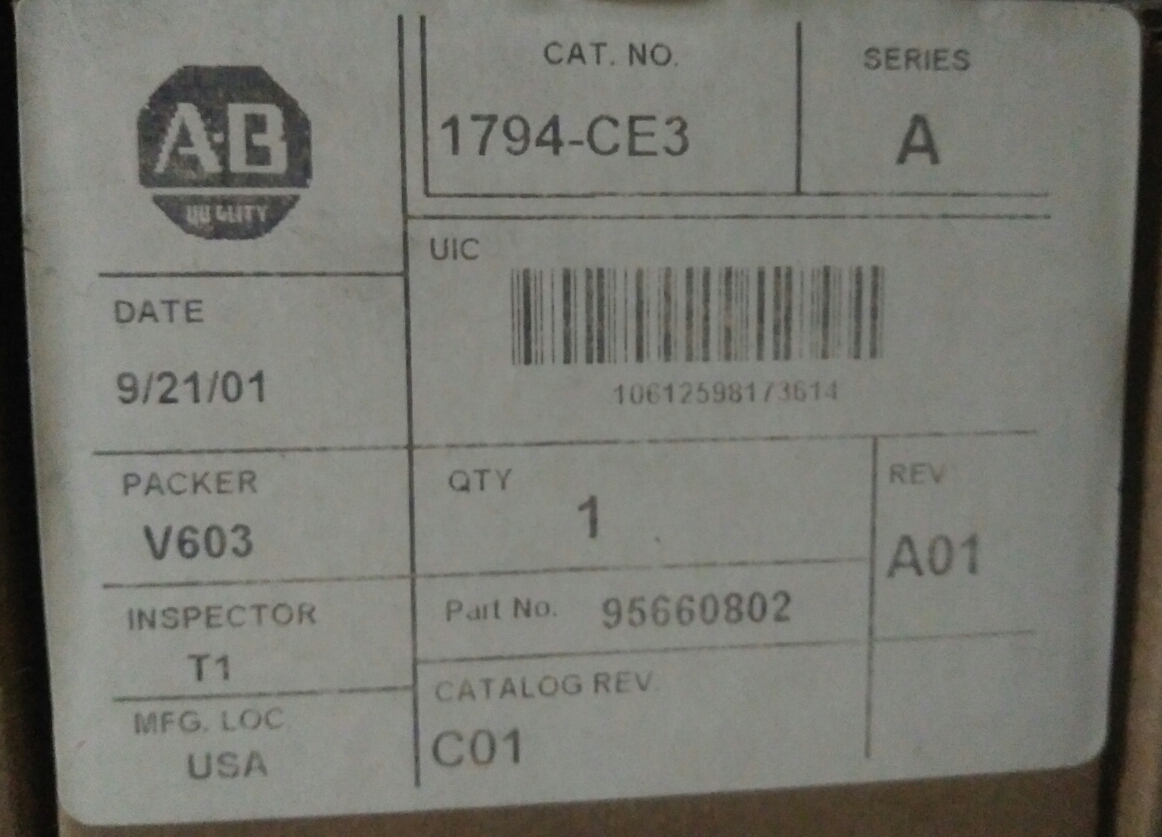 AB
QUALITY
CAT. NO.
1794-CE3
SERIES
A
UIC
10612598173614
DATE
9/21/01
PACKER
V603
QTY
1
REV
A01
INSPECTOR
T1
Part No. 95660802
MFG. LOC
USA
CATALOG REV.
C01